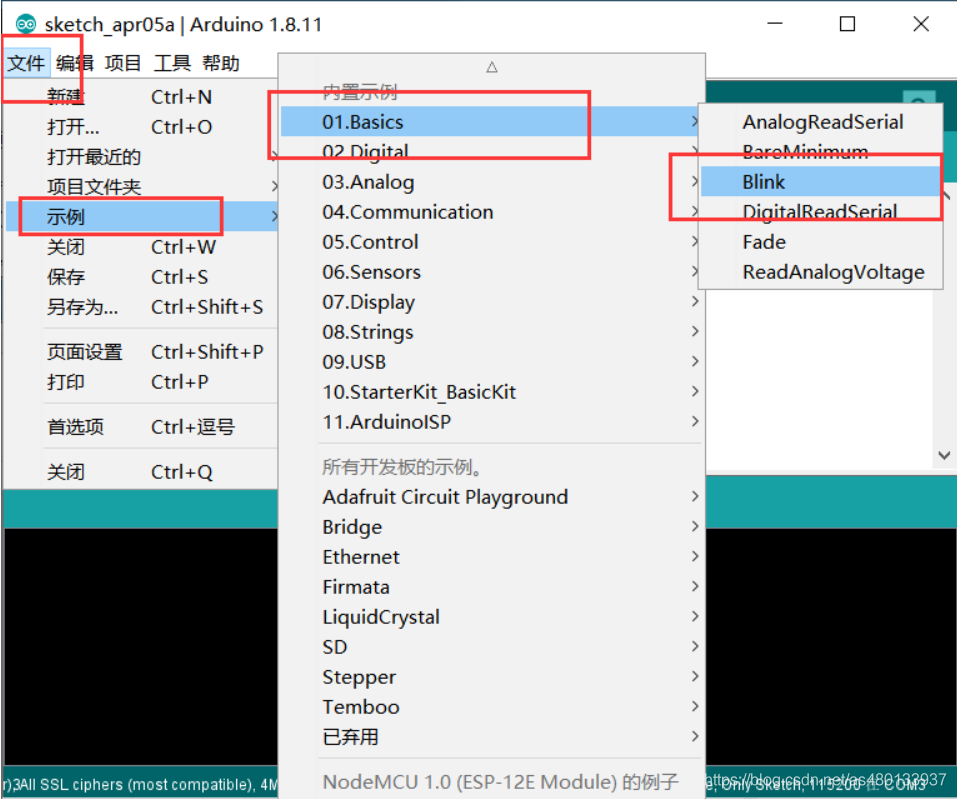 sketch_apr05a | Arduino 1.8.11
文件 编辑 项目 工具 帮助
新建 Ctrl+N
打开... Ctrl+O
打开最近的
项目文件夹
示例
关闭 Ctrl+W
保存 Ctrl+S
另存为... Ctrl+Shift+S
页面设置 Ctrl+Shift+P
打印 Ctrl+P
首选项 Ctrl+逗号
关闭 Ctrl+Q
内置示例
01.Basics
02.Digital
03.Analog
04.Communication
05.Control
06.Sensors
07.Display
08.Strings
09.USB
10.StarterKit_BasicKit
11.ArduinoISP
所有开发板的示例。
Adafruit Circuit Playground
Bridge
Ethernet
Firmata
LiquidCrystal
SD
Stepper
Temboo
已弃用
NodeMCU 1.0 (ESP-12E Module) 的例子
AnalogReadSerial
BareMinimum
Blink
DigitalReadSerial
Fade
ReadAnalogVoltage
All SSL ciphers (most compatible), 4M
Only Sketch, 115200 在 COM3